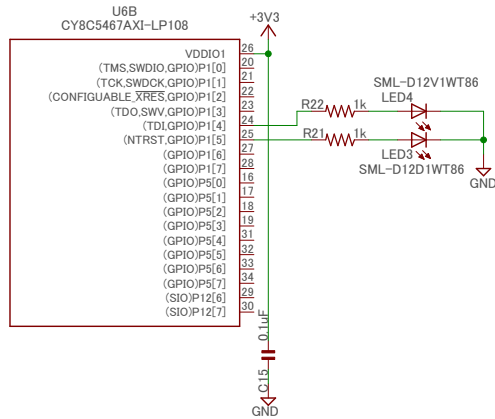 U6B
CY8C5467AXI-LP108
+3V3
VDDIO1 26
(TMS,SWDIO,GPIO)P1[0] 20
(TCK,SWDCK,GPIO)P1[1] 21
(CONFIGUABLE,XRES,GPIO)P1[2] 22
(TDO,SWV,GPIO)P1[3] 23
(TDI,GPIO)P1[4] 24
(NTRST,GPIO)P1[5] 25
(GPIO)P1[6] 27
(GPIO)P1[7] 28
(GPIO)P5[0] 16
(GPIO)P5[1] 17
(GPIO)P5[2] 18
(GPIO)P5[3] 19
(GPIO)P5[4] 31
(GPIO)P5[5] 32
(GPIO)P5[6] 33
(GPIO)P5[7] 34
(SIO)P12[6] 29
(SIO)P12[7] 30
SML-D12V1WT86
LED4
R22 1k
R21 1k
LED3
SML-D12D1WT86
GND
0.1uF
C15
GND